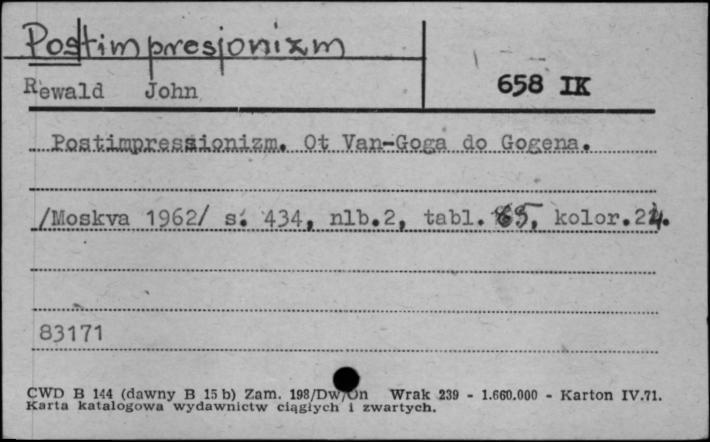 Postimpresjonizm
Rewald John
658 IK
Postimpressionizm. Ot Van-Goga do Gogena.
/Moskva 1962/ s. 434, nlb.2, tabl. 65, kolor.24.
83171
CWD B 144 (dawny B 15 b) Zam. 198/Dw/On Wrak 239 - 1.660.000 - Karton IV.71.
Karta katalogowa wydawnictw ciągłych i zwartych.